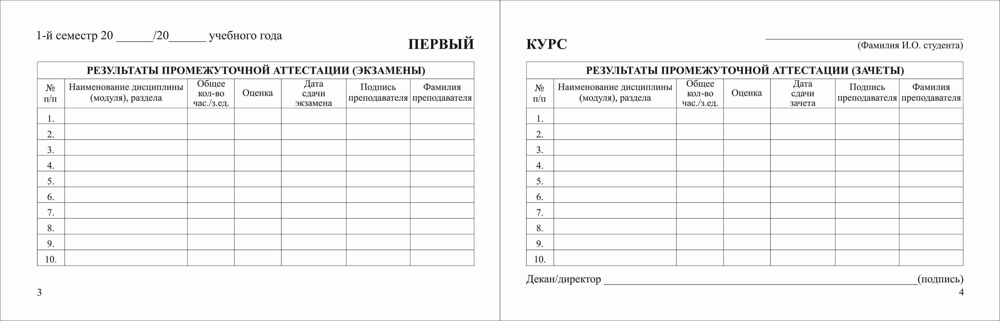 1-й семестр 20 ______/20______ учебного года
ПЕРВЫЙ
РЕЗУЛЬТАТЫ ПРОМЕЖУТОЧНОЙ АТТЕСТАЦИИ (ЭКЗАМЕНЫ)
№ п/п Наименование дисциплины (модуля), раздела Общее кол-во час./з.ед. Оценка Дата сдачи экзамена Подпись преподавателя Фамилия преподавателя
1.
2.
3.
4.
5.
6.
7.
8.
9.
10.
3
КУРС
(Фамилия И.О. студента)
РЕЗУЛЬТАТЫ ПРОМЕЖУТОЧНОЙ АТТЕСТАЦИИ (ЗАЧЕТЫ)
№ п/п Наименование дисциплины (модуля), раздела Общее кол-во час./з.ед. Оценка Дата сдачи зачета Подпись преподавателя Фамилия преподавателя
1.
2.
3.
4.
5.
6.
7.
8.
9.
10.
Декан/директор ______(подпись)
4